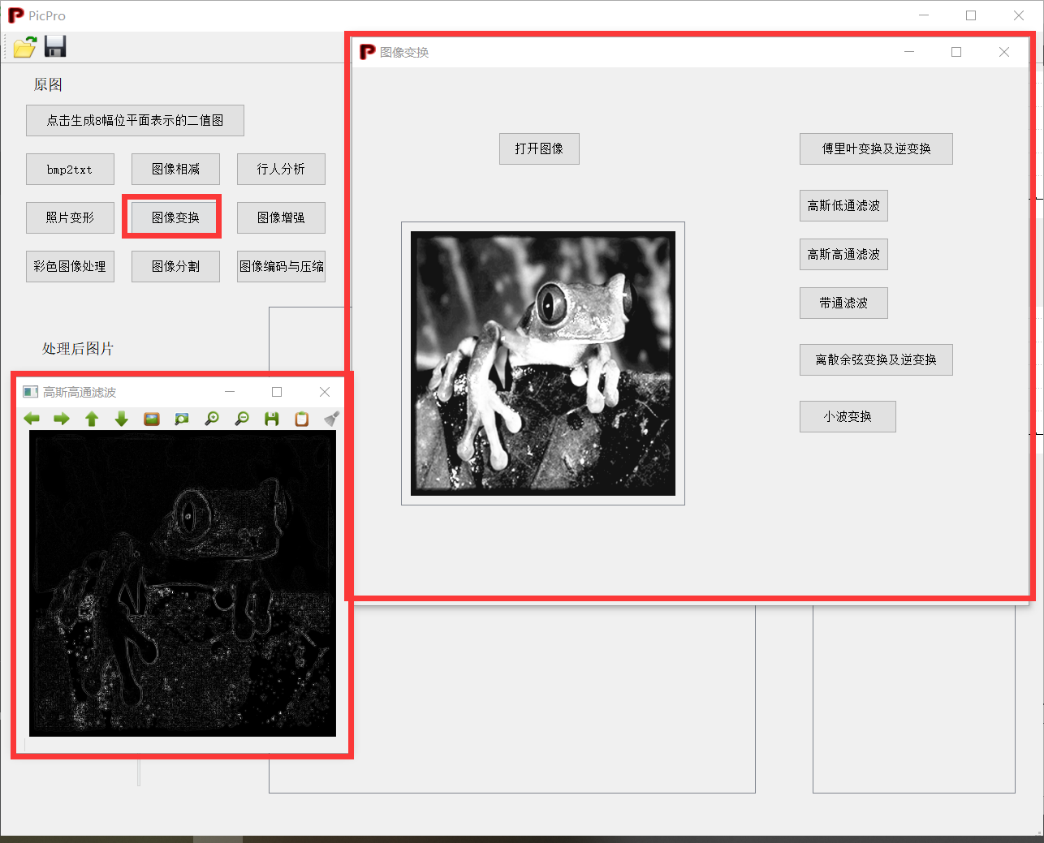 PicPro
原图
点击生成8幅位平面表示的二值图
bmp2txt
图像相减
行人分析
照片变形
图像变换
图像增强
彩色图像处理
图像分割
图像编码与压缩
处理后图片
图像变换
打开图像
傅里叶变换及逆变换
高斯低通滤波
高斯高通滤波
带通滤波
离散余弦变换及逆变换
小波变换
高斯高通滤波